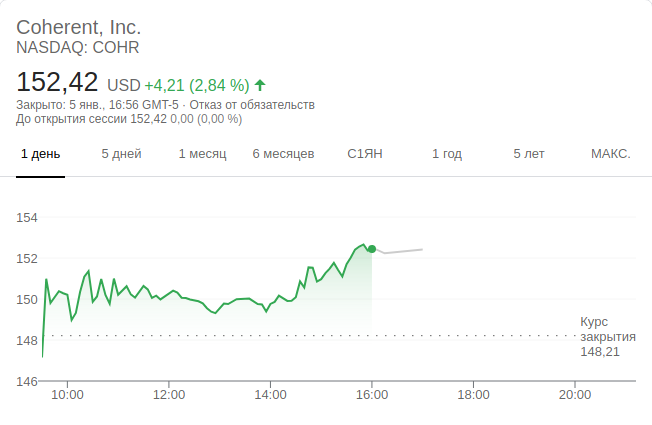 Coherent, Inc.
NASDAQ: COHR
152,42 USD +4,21 (2,84 %)
Закрыто: 5 янв., 16:56 GMT-5 · Отказ от обязательств
До открытия сессии 152,42 0,00 (0,00 %)
1 день 5 дней 1 месяц 6 месяцев С1ЯН 1 год 5 лет МАКС.
154
152
150
Курс
148 закрытия
148,21
146
10:00 12:00 14:00 16:00 18:00 20:00